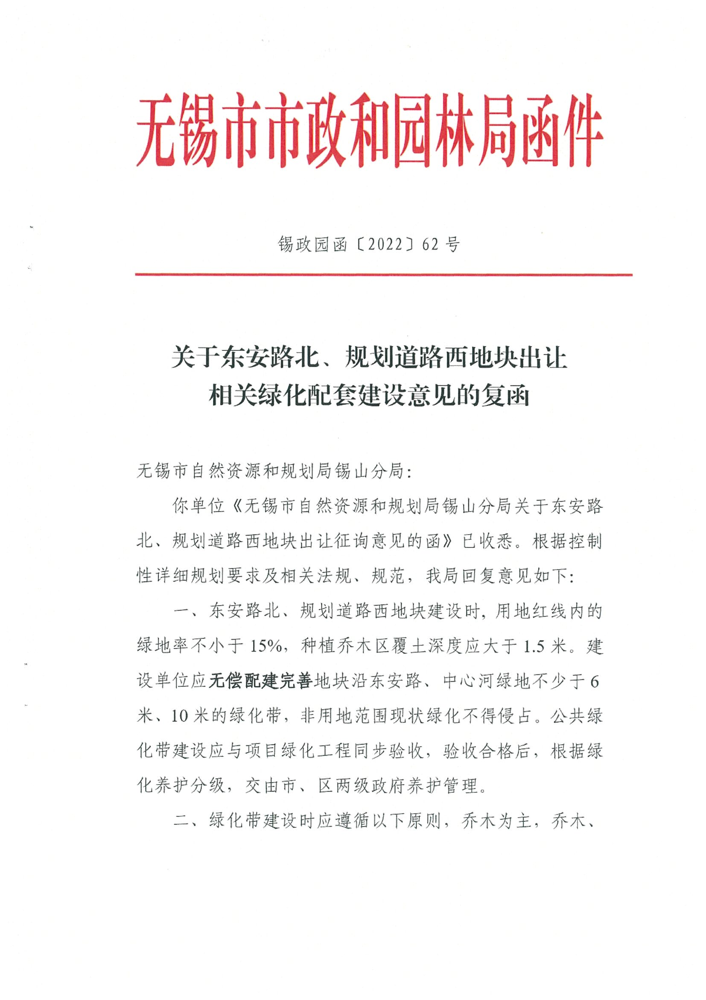 无锡市市政和园林局函件
锡政园函〔2022〕62 号
关于东安路北、规划道路西地块出让
相关绿化配套建设意见的复函
无锡市自然资源和规划局锡山分局：
你单位《无锡市自然资源和规划局锡山分局关于东安路
北、规划道路西地块出让征询意见的函》已收悉。根据控制
性详细规划要求及相关法规、规范，我局回复意见如下：
一、东安路北、规划道路西地块建设时，用地红线内的
绿地率不小于 15%，种植乔木区覆土深度应大于 1.5 米。建
设单位应无偿配建完善地块沿东安路、中心河绿地不少于 6
米、10 米的绿化带，非用地范围现状绿化不得侵占。公共绿
化带建设应与项目绿化工程同步验收，验收合格后，根据绿
化养护分级，交由市、区两级政府养护管理。
二、绿化带建设时应遵循以下原则，乔木为主，乔木、